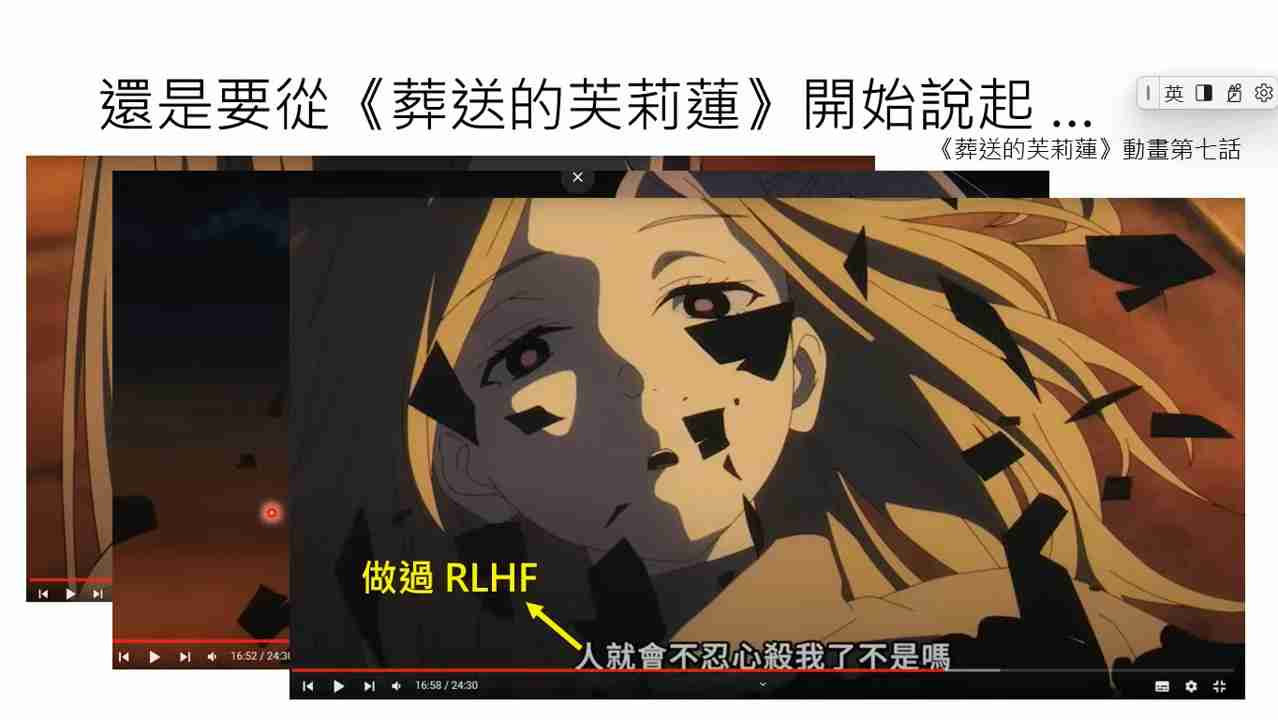 還是要從《葬送的芙莉蓮》開始說起 ...
英
《葬送的芙莉蓮》動畫第七話
做過 RLHF
人就會不忍心殺我了不是嗎
16:52 / 24:30
16:58 / 24:30